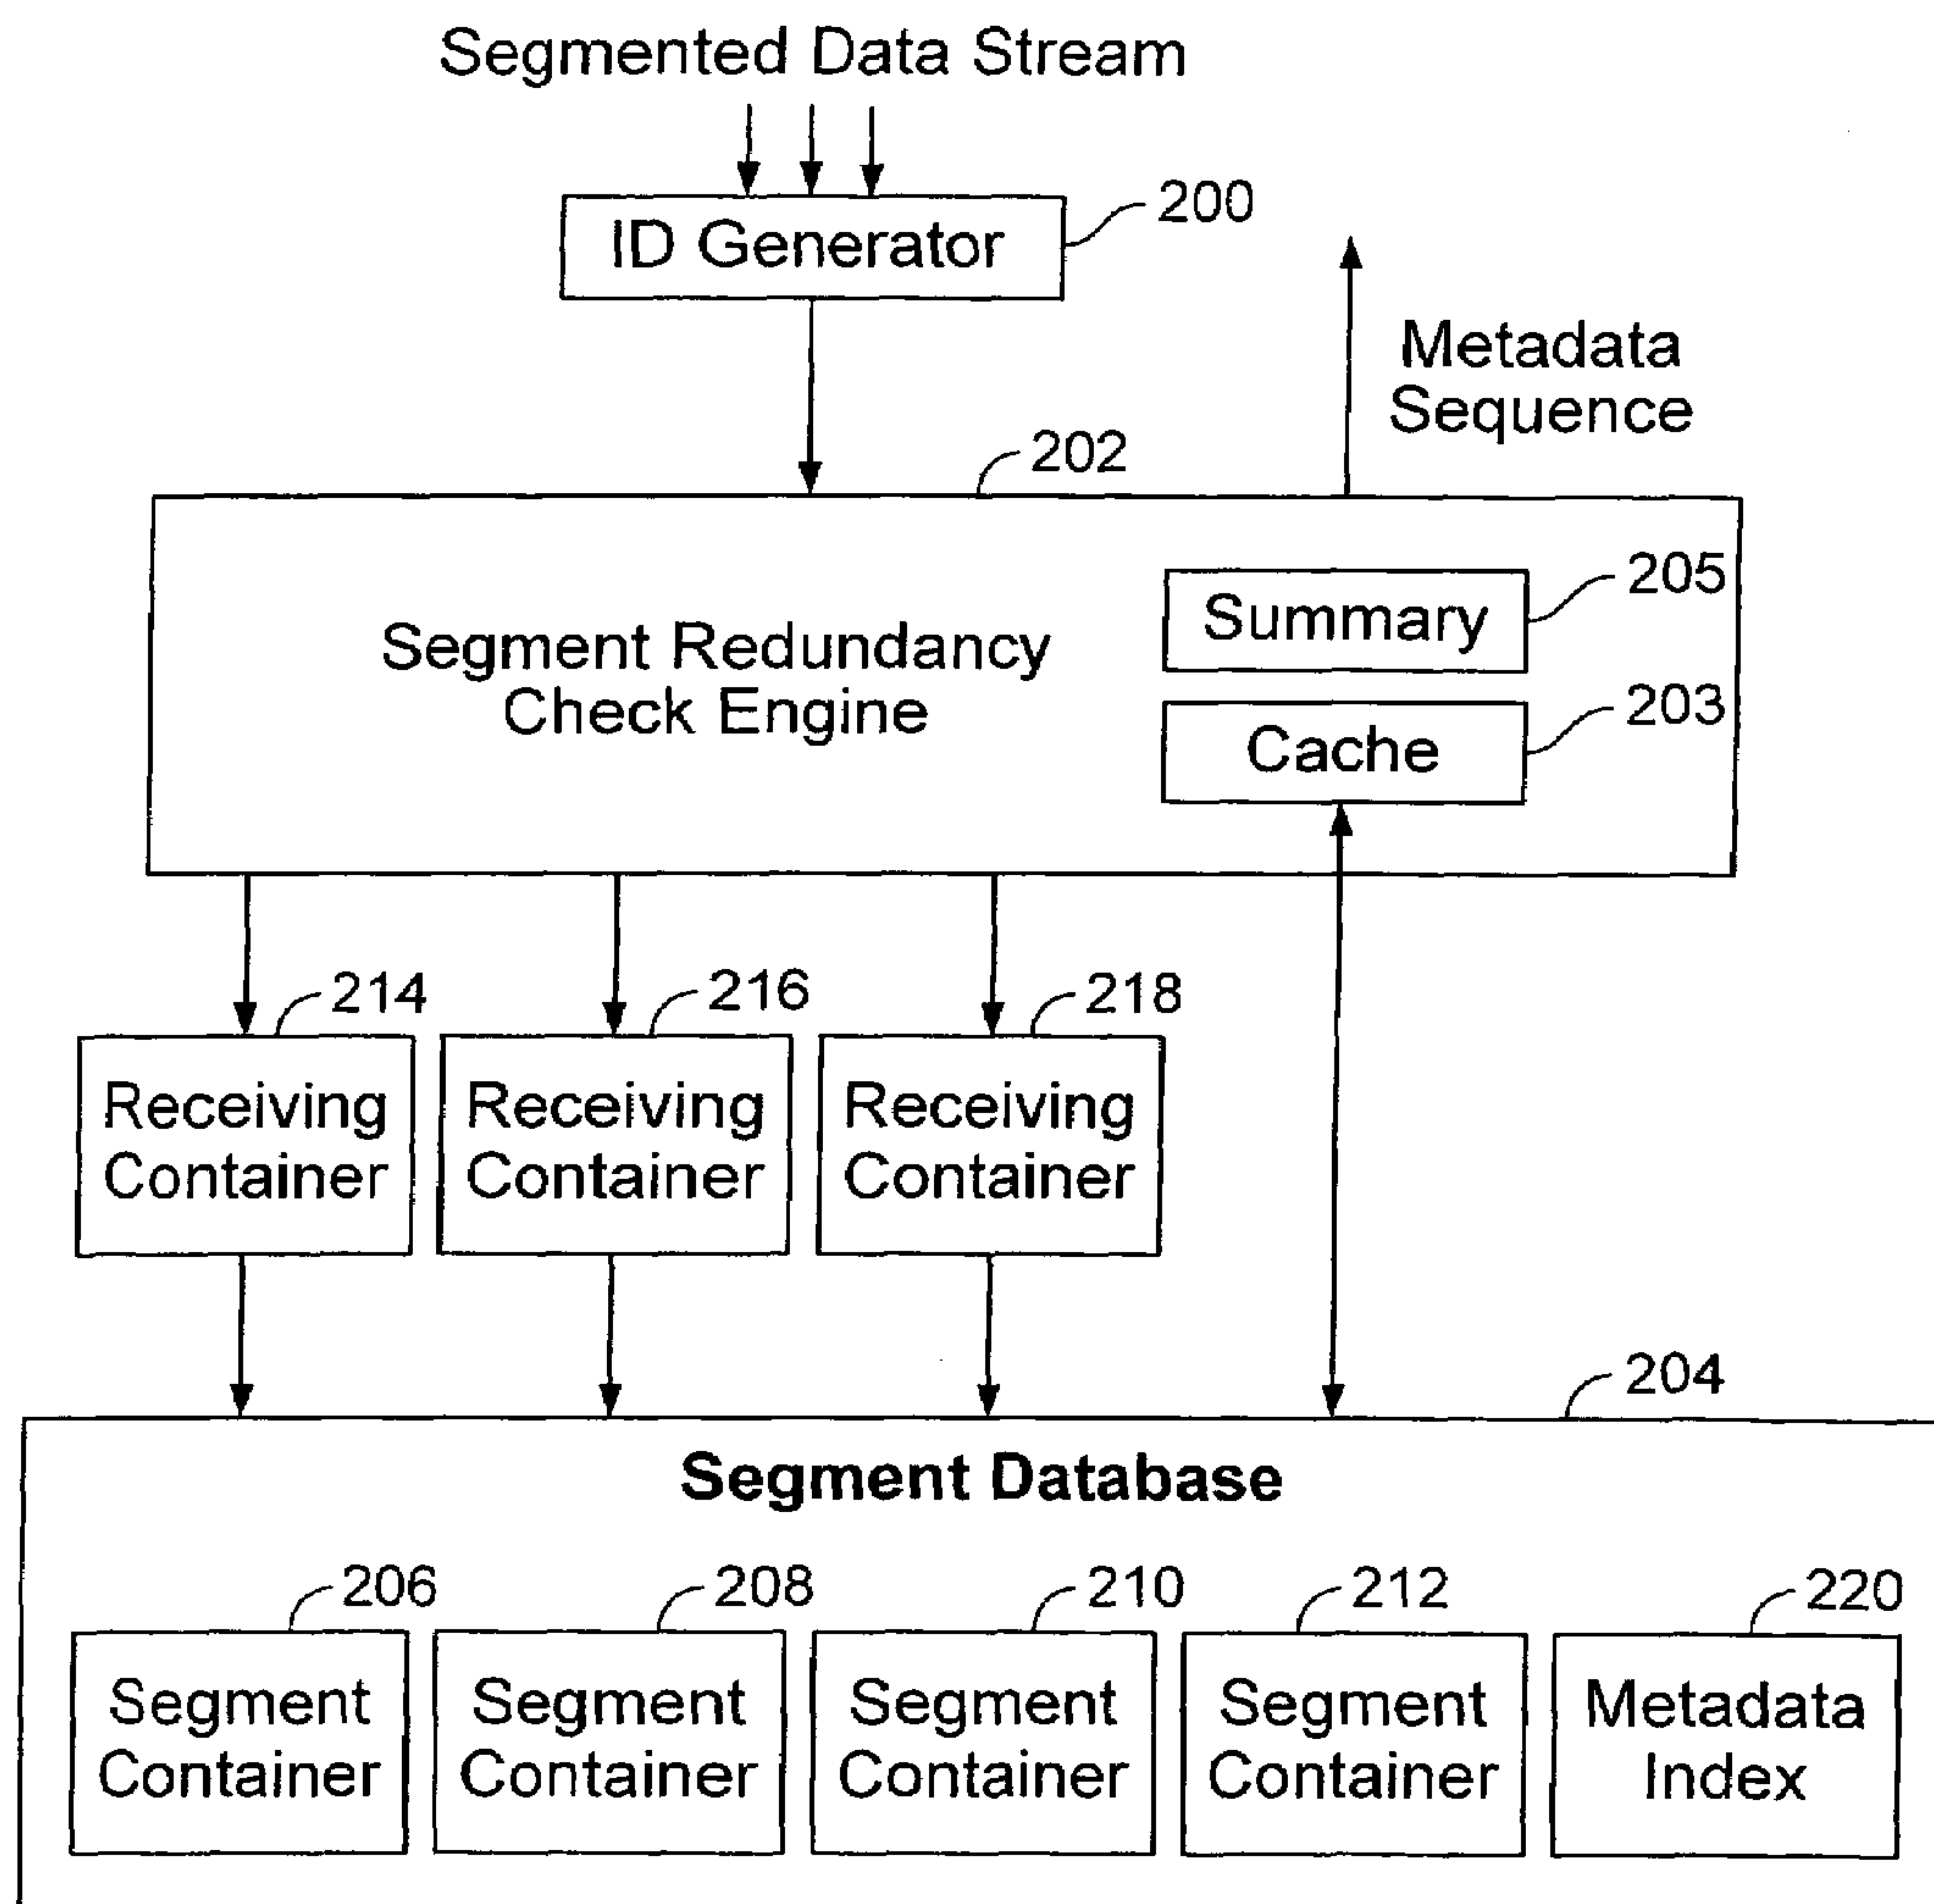 Segmented Data Stream
200
ID Generator
Metadata
Sequence
202
205
Summary
Segment Redundancy
Check Engine
203
Cache
214
216
218
Receiving
Container
Receiving
Container
Receiving
Container
204
Segment Database
206
208
210
212
220
Segment
Container
Segment
Container
Segment
Container
Segment
Container
Metadata
Index